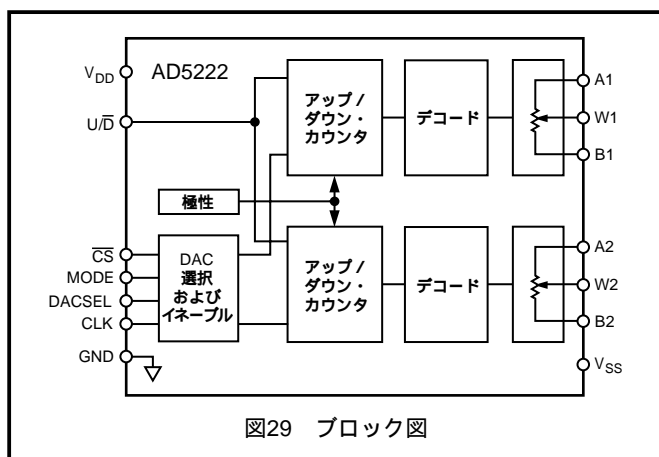 AD5222
VDD
U/D̅
アップ /
ダウン・
カウンタ
デコード
A1
W1
B1
極性
C̅S̅
MODE
DACSEL
CLK
GND
DAC
選択
および
イネーブル
アップ /
ダウン・
カウンタ
デコード
A2
W2
B2
VSS
図29 ブロック図